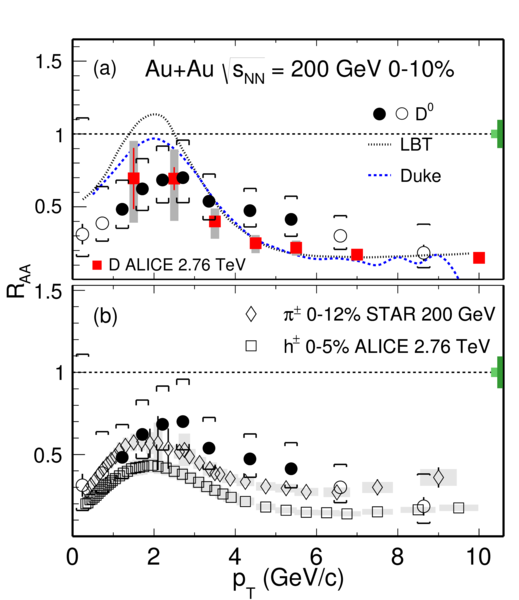 (a) Au+Au √sNN = 200 GeV 0-10%
D⁰
LBT
Duke
D ALICE 2.76 TeV
1.5
1
0.5
RAA
(b)
π± 0-12% STAR 200 GeV
h± 0-5% ALICE 2.76 TeV
1.5
1
0.5
0 2 4 6 8 10
pT (GeV/c)